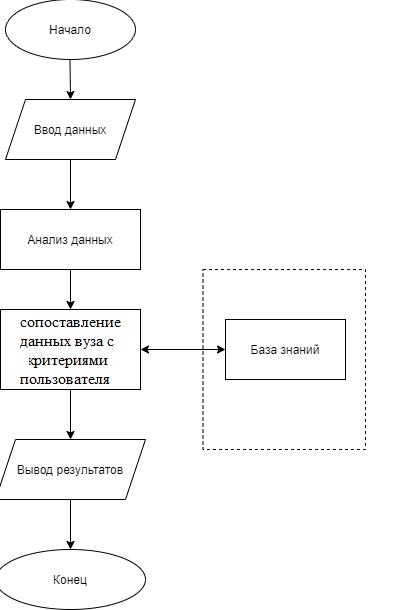 Начало
Ввод данных
Анализ данных
сопоставление
данных вуза с
критериями
пользователя
База знаний
Вывод результатов
Конец